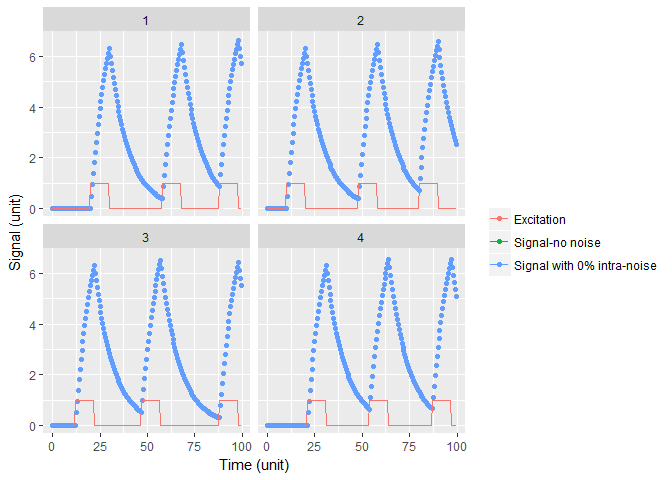 1 2
6
4
2
0
3 4
6
4
2
0
0 25 50 75 100 0 25 50 75 100
Time (unit)
Signal (unit)
Excitation
Signal-no noise
Signal with 0% intra-noise